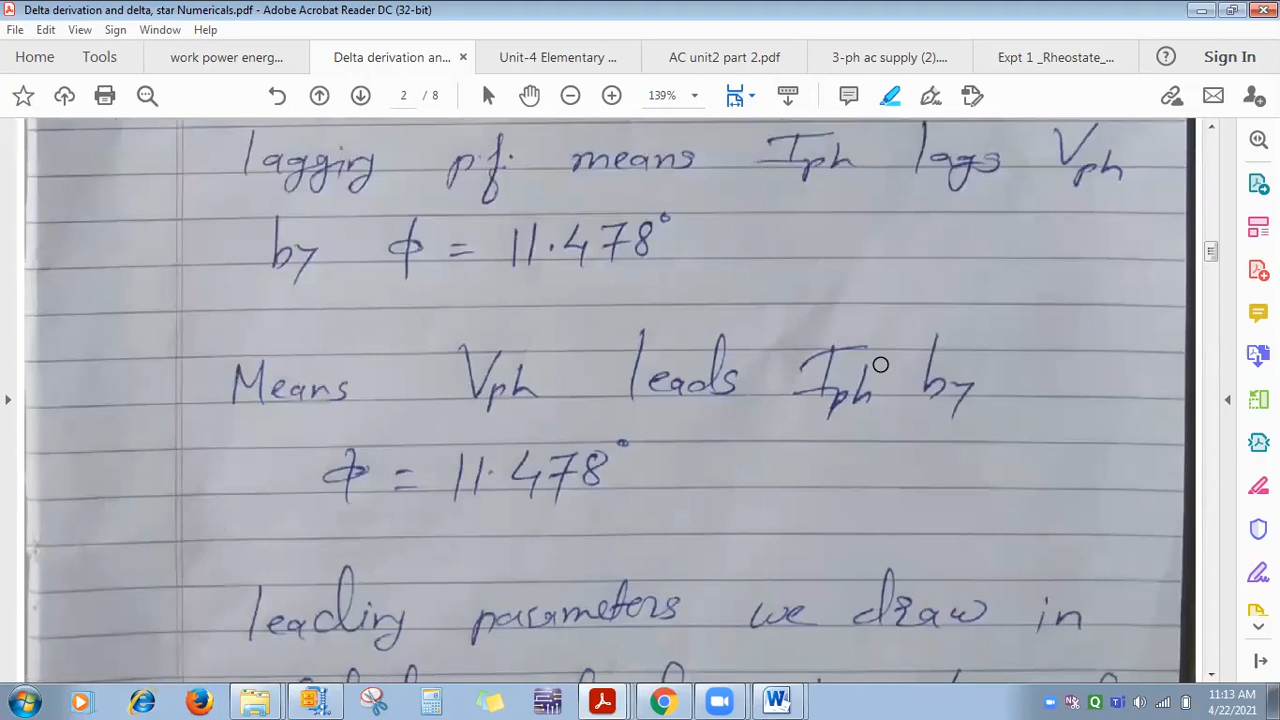 Delta derivation and delta, star Numericals.pdf - Adobe Acrobat Reader DC (32-bit)
File Edit View Sign Window Help
Home Tools work power energ... Delta derivation an... Unit-4 Elementary ... AC unit2 part 2.pdf 3-ph ac supply (2).... Expt 1 _Rheostate_... Sign In
2 / 8 139%
lagging p.f. means Iph lags Vph
by ϕ = 11.478°
Means Vph leads Iph by
ϕ = 11.478°
leading parameters we draw in
11:13 AM
4/22/2021